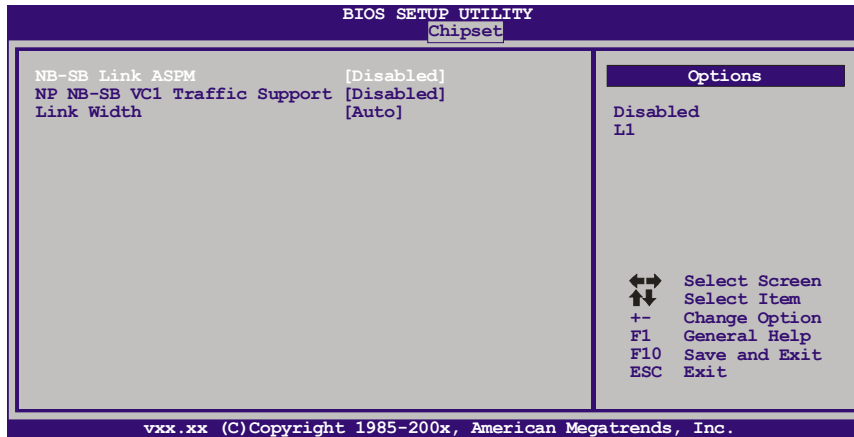 BIOS SETUP UTILITY
Chipset
NB-SB Link ASPM [Disabled]
NP NB-SB VC1 Traffic Support [Disabled]
Link Width [Auto]
Options
Disabled
L1
Select Screen
Select Item
+- Change Option
F1 General Help
F10 Save and Exit
ESC Exit
vxx.xx (C)Copyright 1985-200x, American Megatrends, Inc.